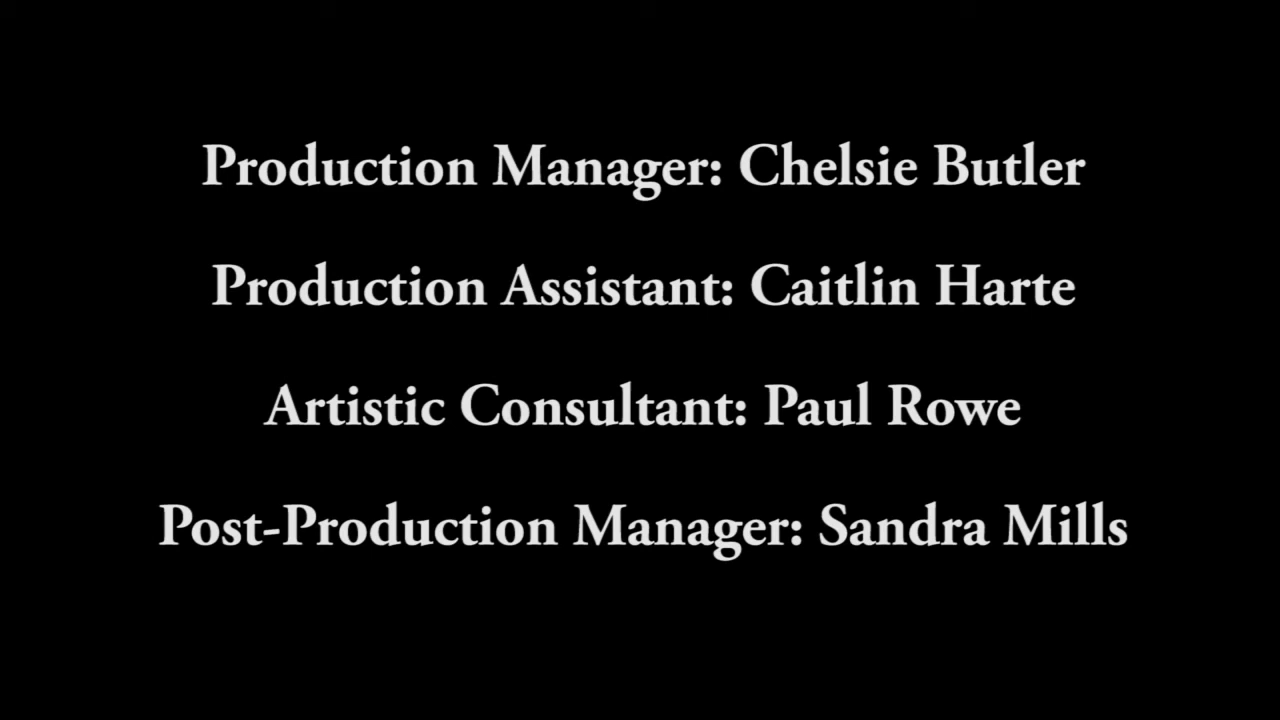 Production Manager: Chelsie Butler
Production Assistant: Caitlin Harte
Artistic Consultant: Paul Rowe
Post-Production Manager: Sandra Mills